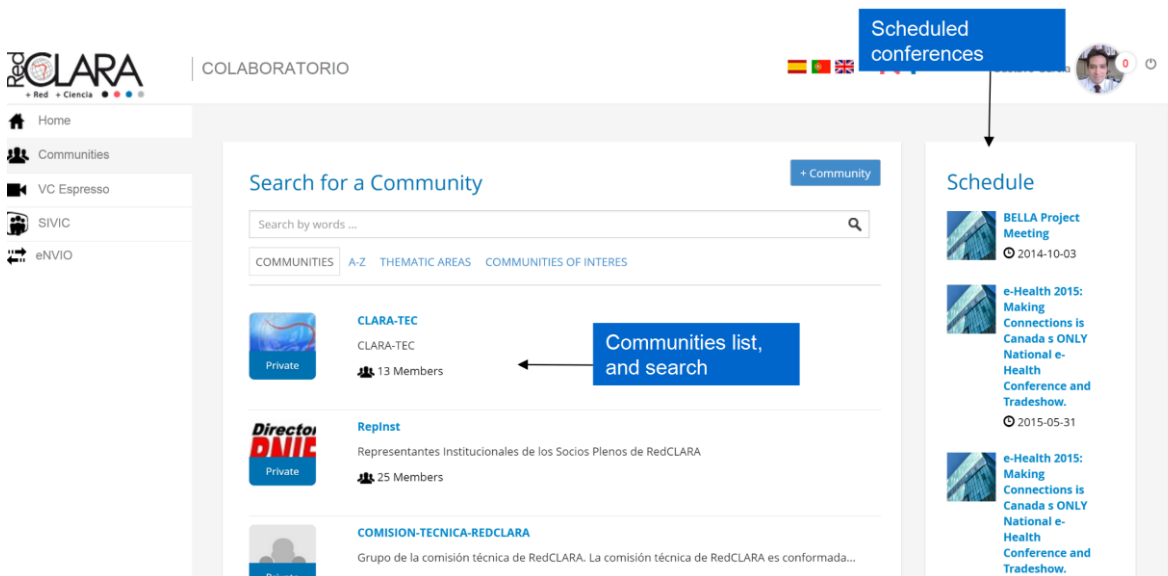 Scheduled
conferences
Red
CLARA
+ Red + Ciencia
COLABORATORIO
0
Home
Communities
VC Espresso
SIVIC
eNVIO
Search for a Community
+ Community
Search by words ...
COMMUNITIES A-Z THEMATIC AREAS COMMUNITIES OF INTERES
CLARA-TEC
CLARA-TEC
Private
13 Members
Communities list,
and search
Director
RepInst
Representantes Institucionales de los Socios Plenos de RedCLARA
Private
25 Members
COMISION-TECNICA-REDCLARA
Grupo de la comisión técnica de RedCLARA. La comisión técnica de RedCLARA es conformada...
Private
Schedule
BELLA Project
Meeting
2014-10-03
e-Health 2015:
Making
Connections is
Canada s ONLY
National e-
Health
Conference and
Tradeshow.
2015-05-31
e-Health 2015:
Making
Connections is
Canada s ONLY
National e-
Health
Conference and
Tradeshow.